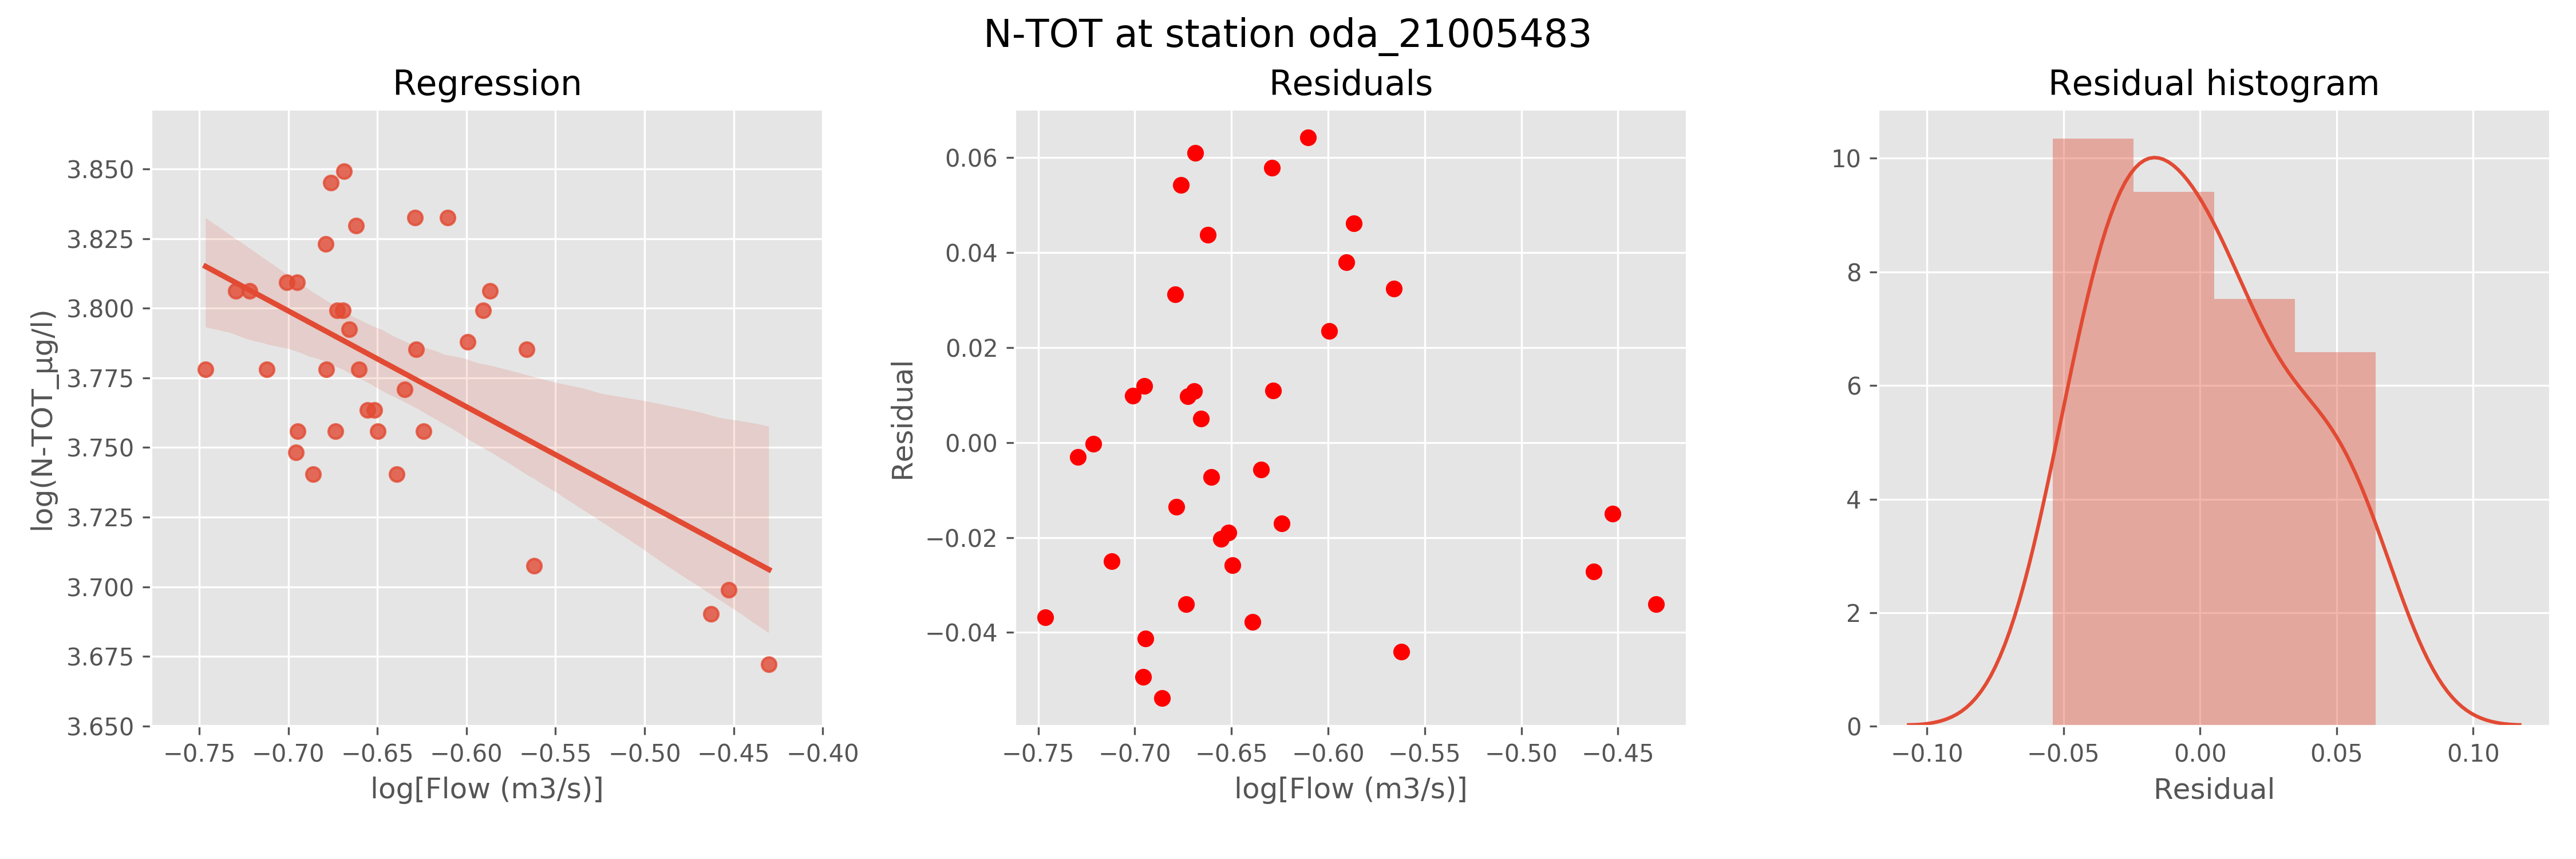 N-TOT at station oda_21005483
Regression
3.850
3.825
3.800
3.775
3.750
3.725
3.700
3.675
3.650
log(N-TOT_µg/l)
−0.75 −0.70 −0.65 −0.60 −0.55 −0.50 −0.45 −0.40
log[Flow (m3/s)]
Residuals
0.06
0.04
0.02
0.00
−0.02
−0.04
Residual
−0.75 −0.70 −0.65 −0.60 −0.55 −0.50 −0.45
log[Flow (m3/s)]
Residual histogram
10
8
6
4
2
0
−0.10 −0.05 0.00 0.05 0.10
Residual